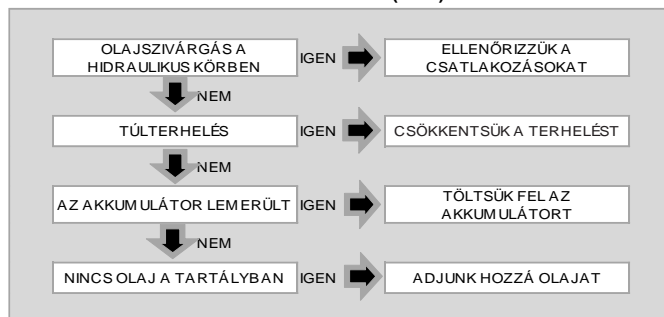 OLAJSZIVÁRGÁS A
HIDRAULIKUS KÖRBEN
IGEN
ELLENŐRIZZÜK A
CSATLAKOZÁSOKAT
NEM
TÚLTERHELÉS
IGEN
CSÖKKENTSÜK A TERHELÉST
NEM
AZ AKKUMULÁTOR LEMERÜLT
IGEN
TÖLTSÜK FEL AZ
AKKUMULÁTORT
NEM
NINCS OLAJ A TARTÁLYBAN
IGEN
ADJUNK HOZZÁ OLAJAT